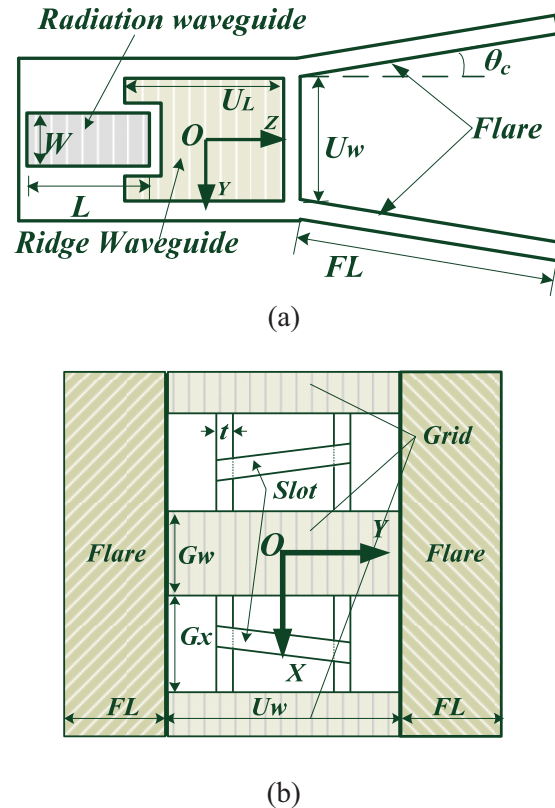 Radiation waveguide
θc
UL
W
O
Z
Uw
Flare
Y
L
Ridge Waveguide
FL
(a)
t
Grid
Slot
Flare
Gw
O
Y
Flare
Gx
X
FL
Uw
FL
(b)